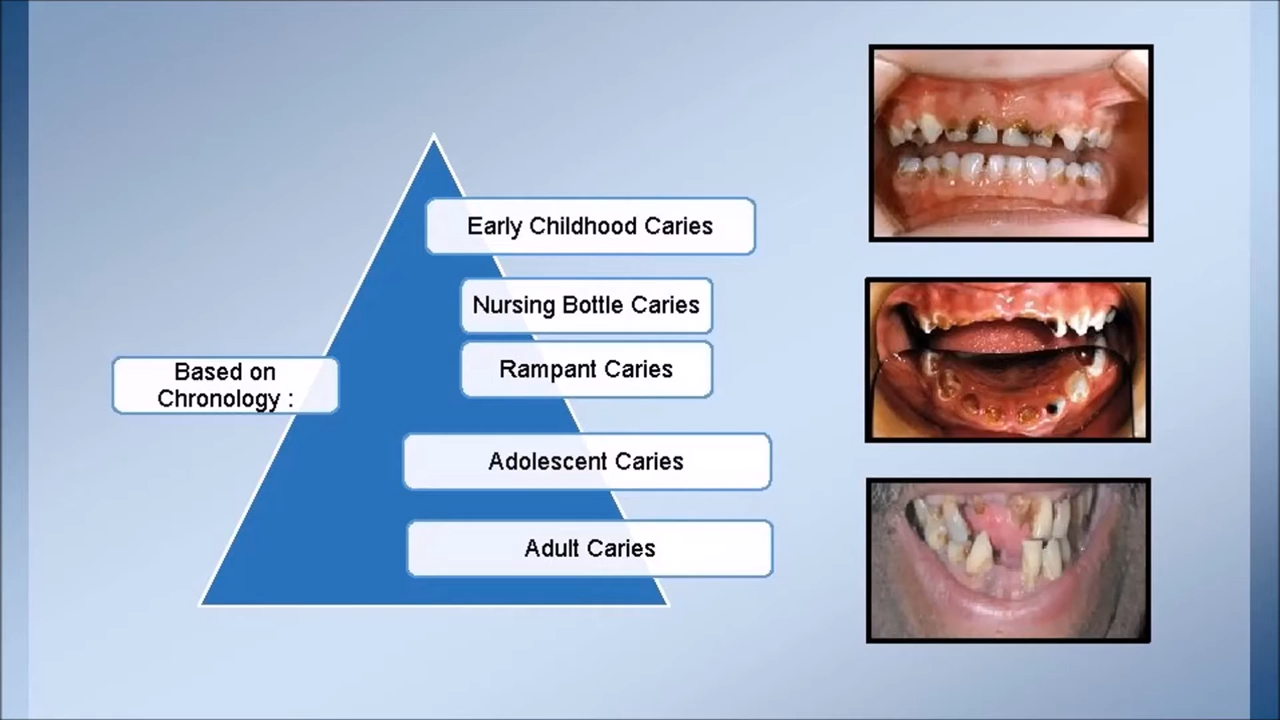 Early Childhood Caries
Nursing Bottle Caries
Based on
Chronology :
Rampant Caries
Adolescent Caries
Adult Caries